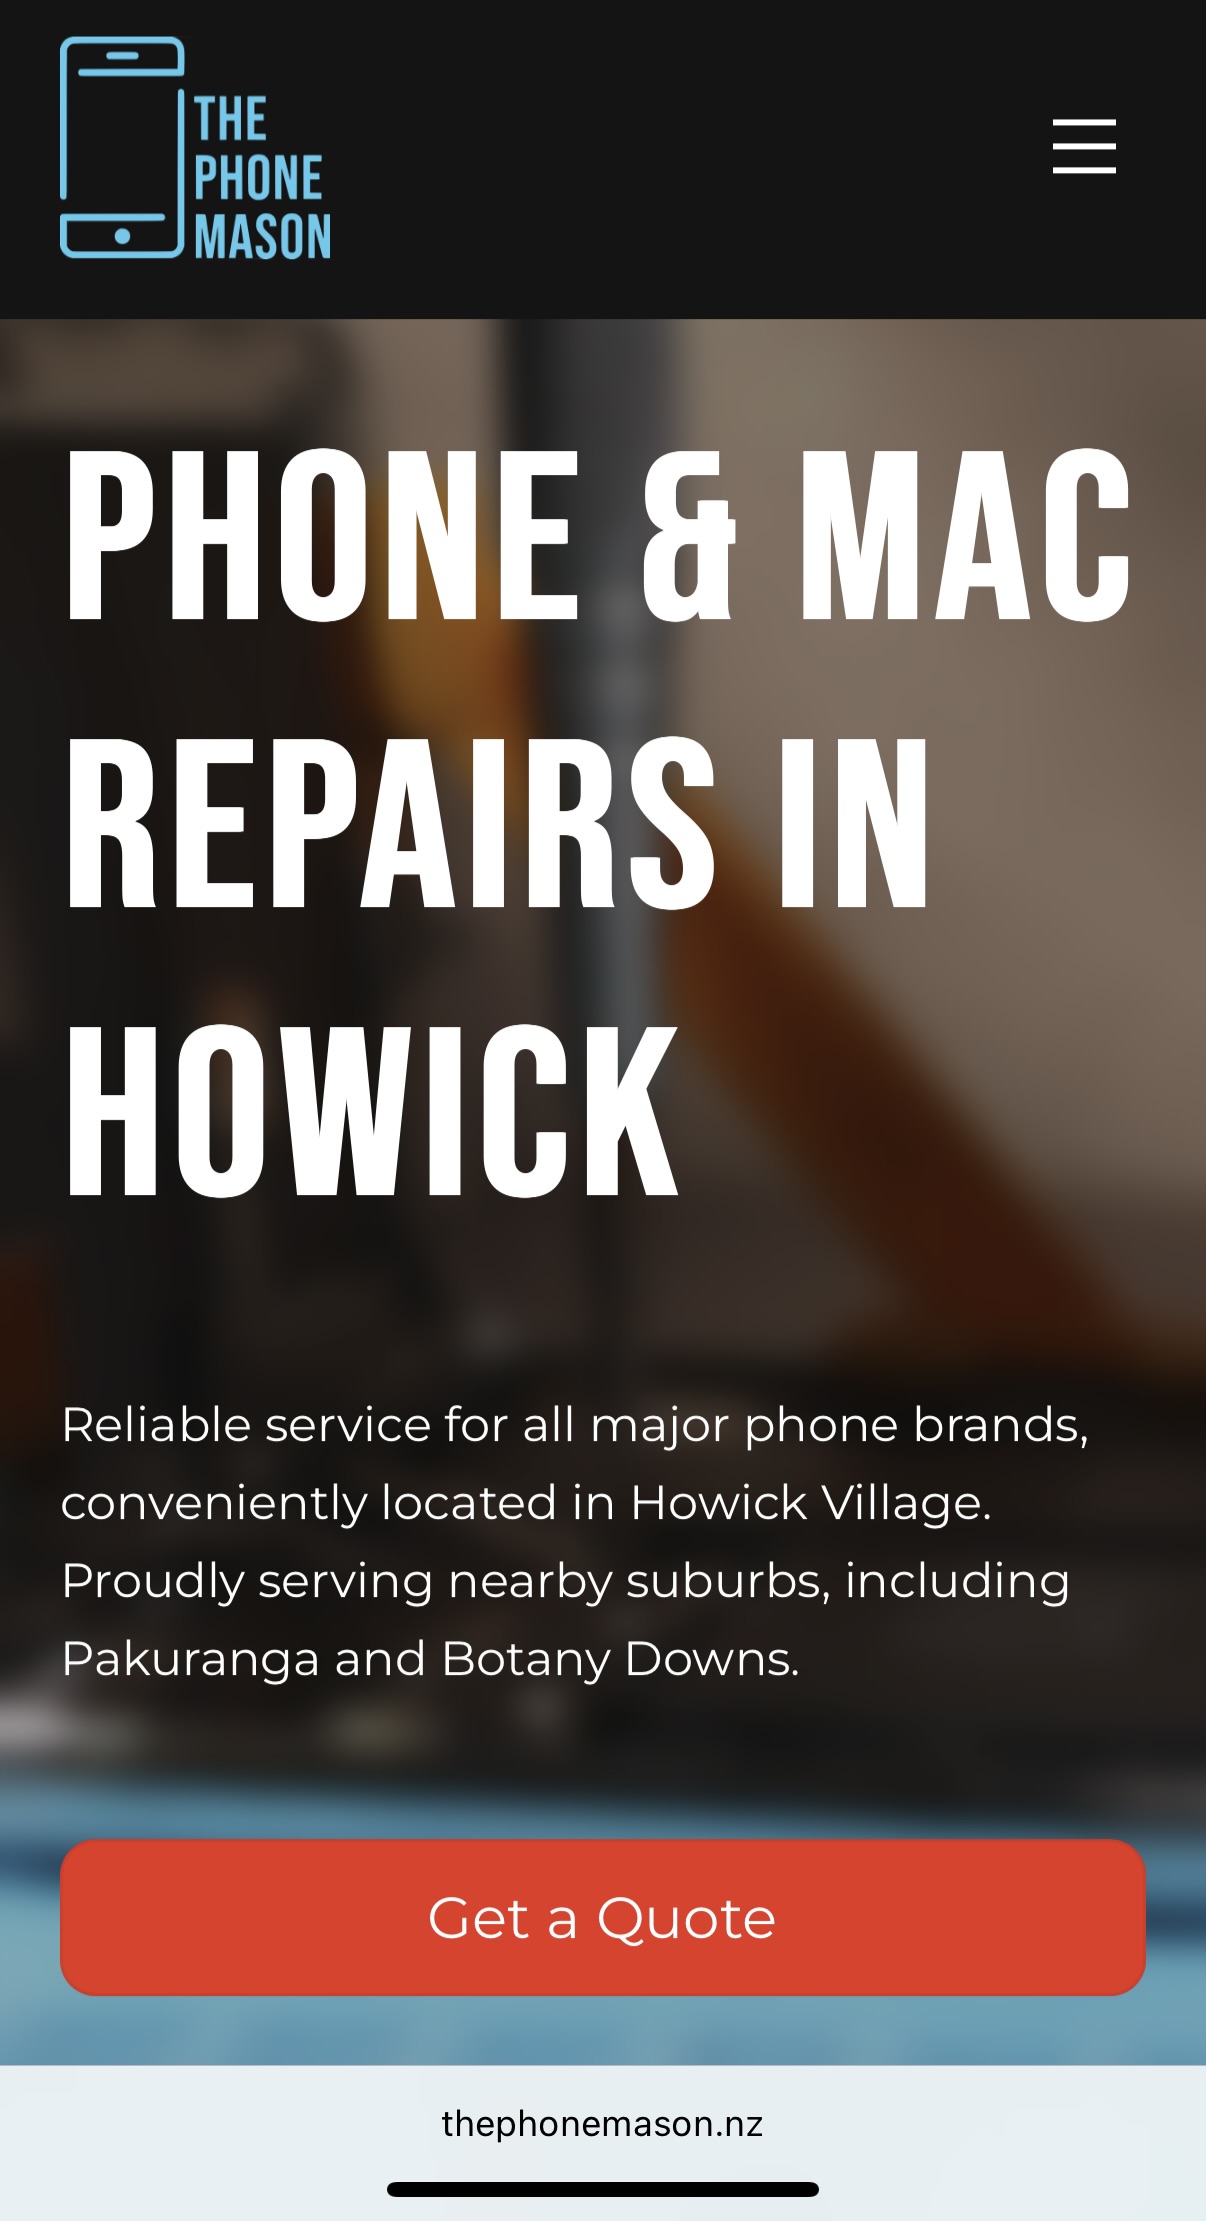 THE
PHONE
MASON
PHONE & MAC
REPAIRS IN
HOWICK
Reliable service for all major phone brands,
conveniently located in Howick Village.
Proudly serving nearby suburbs, including
Pakuranga and Botany Downs.
Get a Quote
thephonemason.nz